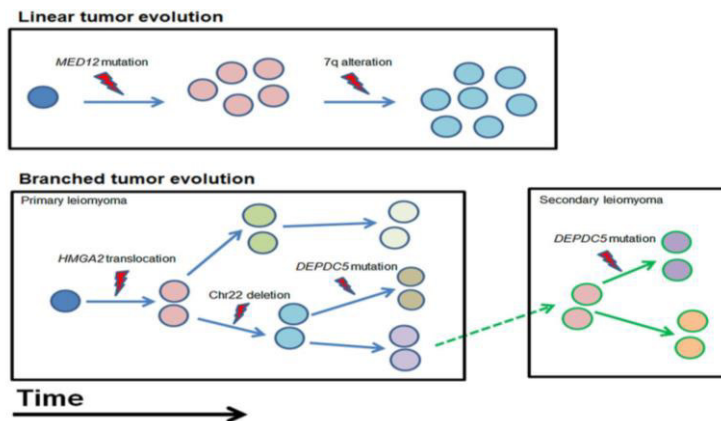 Linear tumor evolution
MED12 mutation
7q alteration
Branched tumor evolution
Primary leiomyoma
HMGA2 translocation
Chr22 deletion
DEPDC5 mutation
Secondary leiomyoma
DEPDC5 mutation
Time